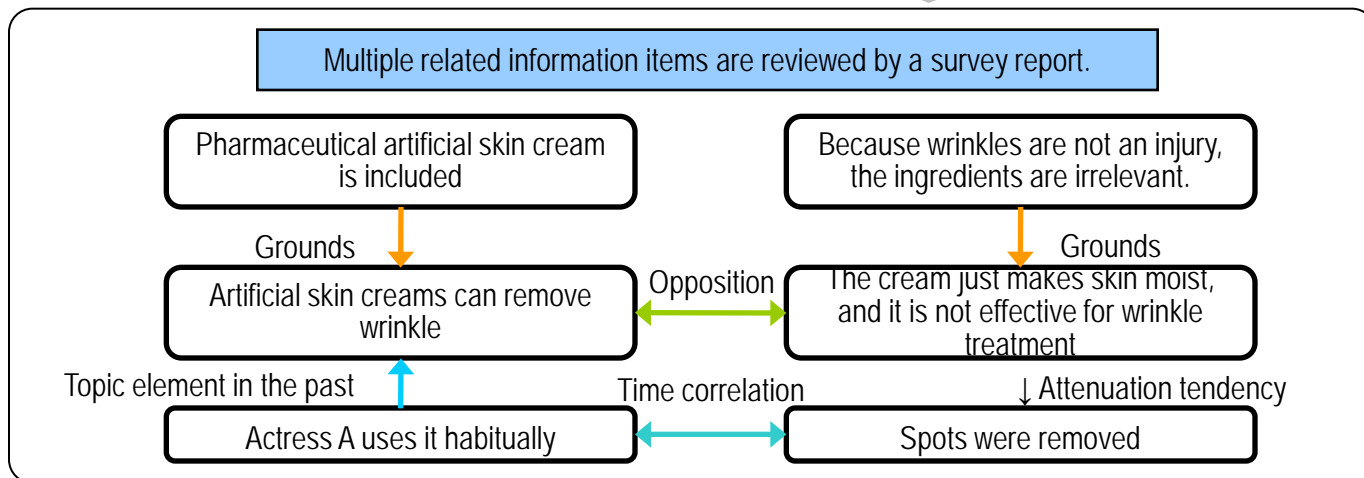 Multiple related information items are reviewed by a survey report.
Pharmaceutical artificial skin cream
is included
Because wrinkles are not an injury,
the ingredients are irrelevant.
Grounds
Grounds
Artificial skin creams can remove
wrinkle
Opposition
The cream just makes skin moist,
and it is not effective for wrinkle
treatment
Topic element in the past
Time correlation
↓ Attenuation tendency
Actress A uses it habitually
Spots were removed